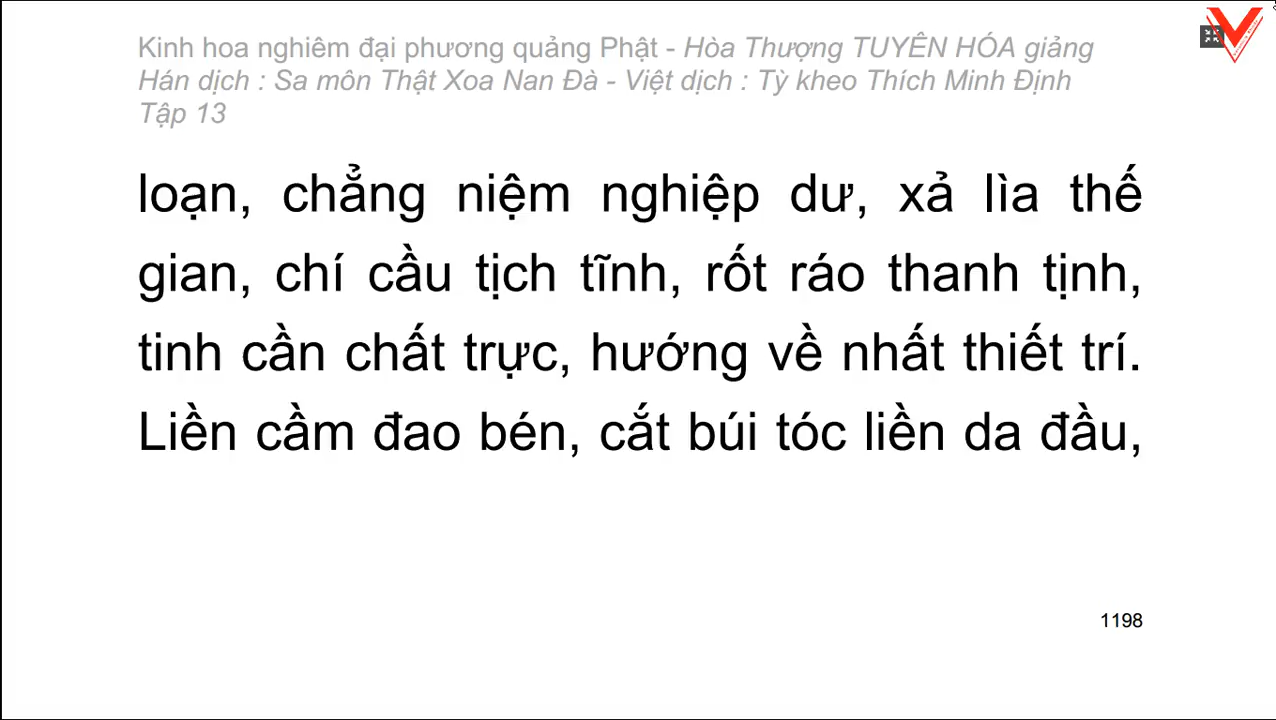 Kinh hoa nghiêm đại phương quảng Phật - Hòa Thượng TUYÊN HÓA giảng
Hán dịch : Sa môn Thật Xoa Nan Đà - Việt dịch : Tỳ kheo Thích Minh Định
Tập 13
loạn, chẳng niệm nghiệp dư, xả lìa thế
gian, chí cầu tịch tĩnh, rốt ráo thanh tịnh,
tinh cần chất trực, hướng về nhất thiết trí.
Liền cầm đao bén, cắt búi tóc liền da đầu,
1198